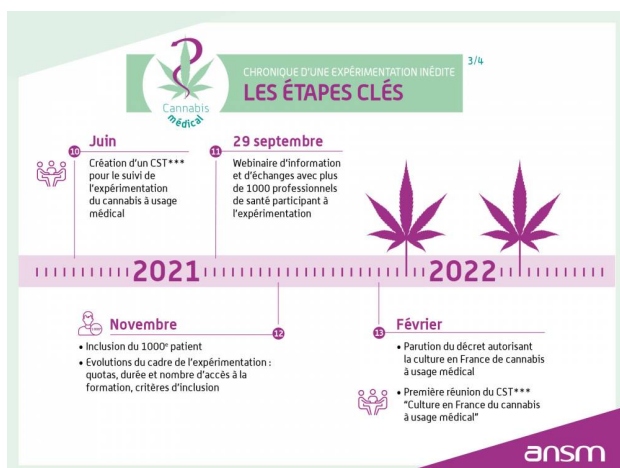 CHRONIQUE D'UNE EXPÉRIMENTATION INÉDITE
3/4
LES ÉTAPES CLÉS
Cannabis
médical
10
Juin
Création d'un CST***
pour le suivi de
l'expérimentation
du cannabis à usage
médical
11
29 septembre
Webinaire d'information
et d'échanges avec plus
de 1000 professionnels
de santé participant à
l'expérimentation
2021
2022
Novembre
12
• Inclusion du 1000e patient
• Evolutions du cadre de l'expérimentation :
quotas, durée et nombre d'accès à la
formation, critères d'inclusion
13
Février
• Parution du décret autorisant
la culture en France de cannabis
à usage médical
• Première réunion du CST***
"Culture en France du cannabis
à usage médical"
ansm